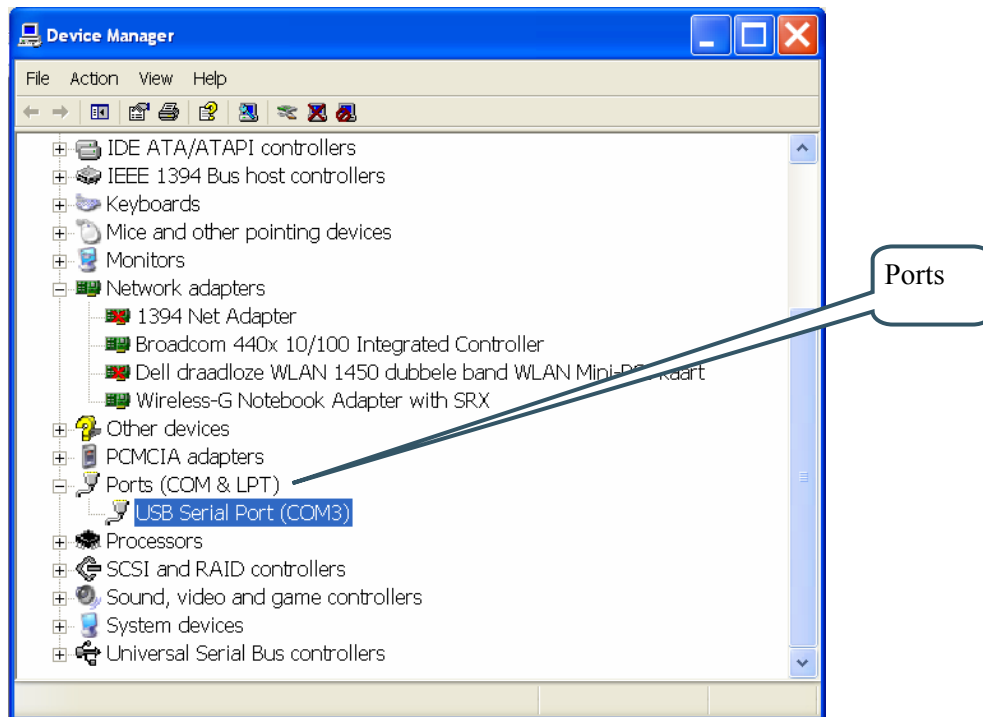 Device Manager
File Action View Help
IDE ATA/ATAPI controllers
IEEE 1394 Bus host controllers
Keyboards
Mice and other pointing devices
Monitors
Network adapters
1394 Net Adapter
Broadcom 440x 10/100 Integrated Controller
Dell draadloze WLAN 1450 dubbele band WLAN Mini-PCI kaart
Wireless-G Notebook Adapter with SRX
Other devices
PCMCIA adapters
Ports (COM & LPT)
USB Serial Port (COM3)
Processors
SCSI and RAID controllers
Sound, video and game controllers
System devices
Universal Serial Bus controllers
Ports